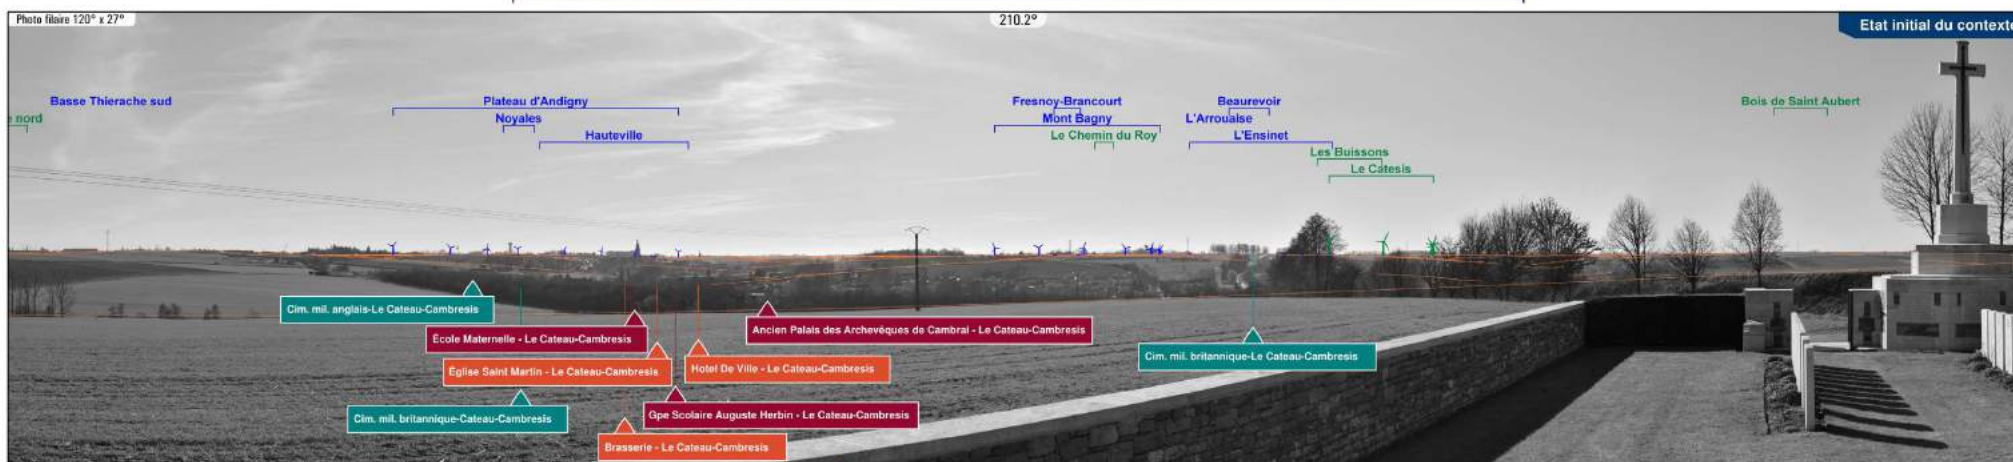 Photo filaire 120° x 27°
210.2°
Etat initial du contexte
Basse Thierache sud
Plateau d'Andigny
Fresnoy-Brancourt
Beaurevoir
Bois de Saint Aubert
e nord
Noyales
Mont Bagny
L'Arrouaise
Hauteville
Le Chemin du Roy
L'Ensinet
Les Buissons
Le Catesis
Cim. mil. anglais-Le Cateau-Cambresis
École Maternelle - Le Cateau-Cambresis
Ancien Palais des Archevêques de Cambrai - Le Cateau-Cambresis
Cim. mil. britannique-Le Cateau-Cambresis
Église Saint Martin - Le Cateau-Cambresis
Hotel De Ville - Le Cateau-Cambresis
Cim. mil. britannique-Cateau-Cambresis
Gpe Scolaire Auguste Herbin - Le Cateau-Cambresis
Brasserie - Le Cateau-Cambresis